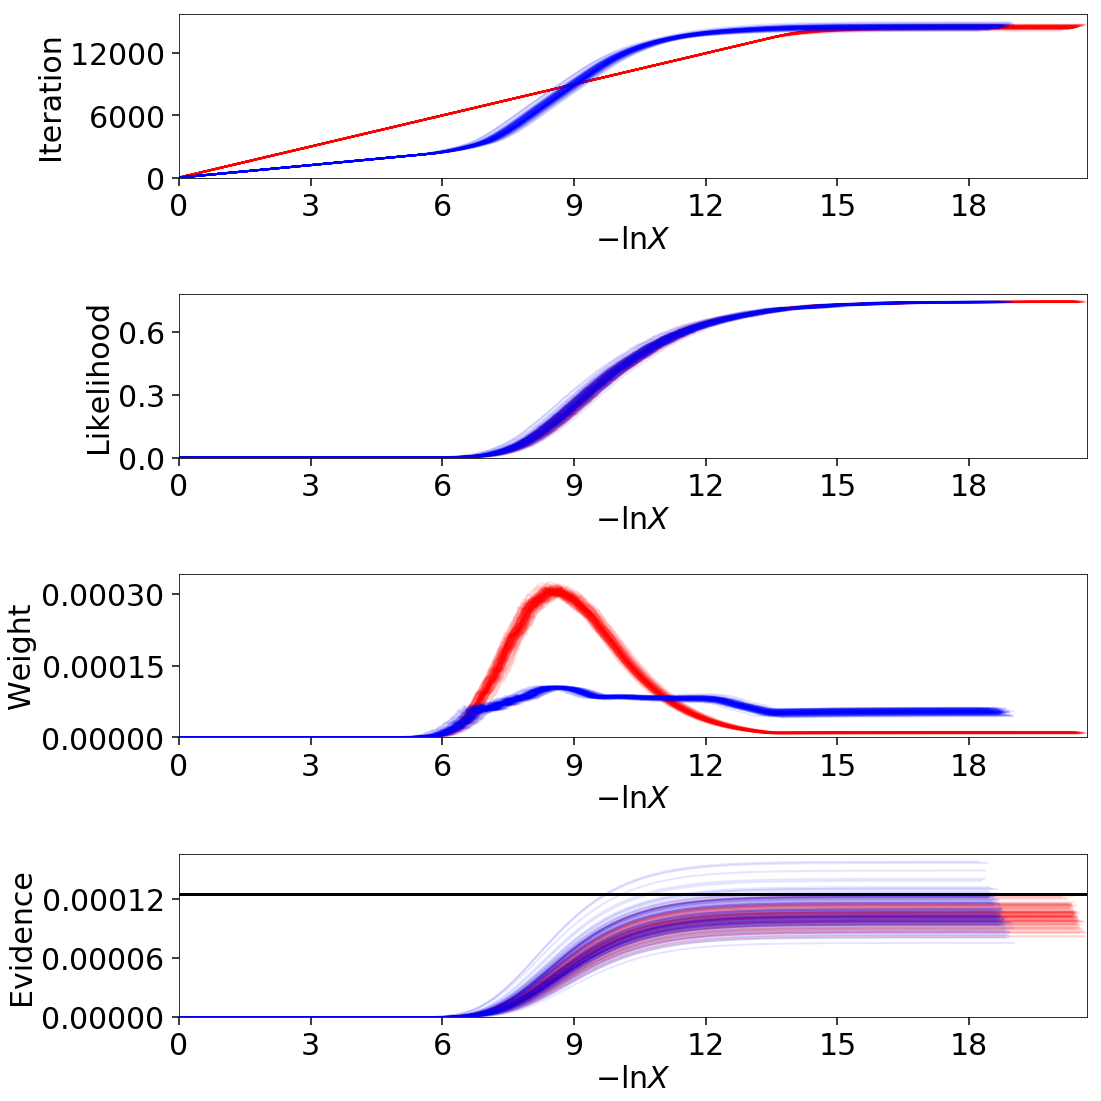 Iteration
12000
6000
0
0 3 6 9 12 15 18
−lnX
Likelihood
0.6
0.3
0.0
0 3 6 9 12 15 18
−lnX
Weight
0.00030
0.00015
0.00000
0 3 6 9 12 15 18
−lnX
Evidence
0.00012
0.00006
0.00000
0 3 6 9 12 15 18
−lnX